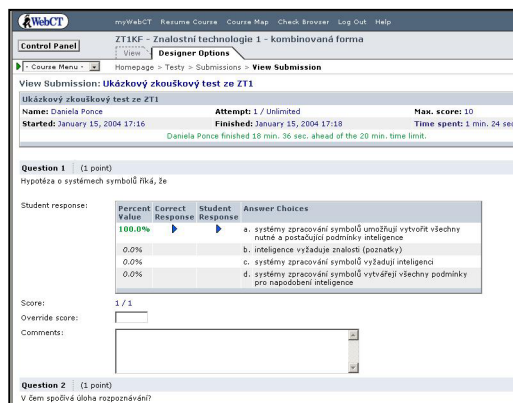 WebCT
myWebCT Resume Course Course Map Check Browser Log Out Help
Control Panel
ZT1KF - Znalostní technologie 1 - kombinovaná forma
View Designer Options
- Course Menu -
Homepage > Testy > Submissions > View Submission
View Submission: Ukázkový zkouškový test ze ZT1
Ukázkový zkouškový test ze ZT1
Name: Daniela Ponce Attempt: 1 / Unlimited Max. score: 10
Started: January 15, 2004 17:16 Finished: January 15, 2004 17:18 Time spent: 1 min. 24 sec
Daniela Ponce finished 18 min. 36 sec. ahead of the 20 min. time limit.
Question 1 (1 point)
Hypotéza o systémech symbolů říká, že
Student response:
Percent Value Correct Response Student Response Answer Choices
100.0% a. systémy zpracování symbolů umožňují vytvořit všechny
nutné a postačující podmínky inteligence
0.0% b. inteligence vyžaduje znalosti (poznatky)
0.0% c. systémy zpracování symbolů vyžadují inteligenci
0.0% d. systémy zpracování symbolů vytvářejí všechny podmínky
pro napodobení inteligence
Score: 1 / 1
Override score:
Comments:
Question 2 (1 point)
V čem spočívá úloha rozpoznávání?